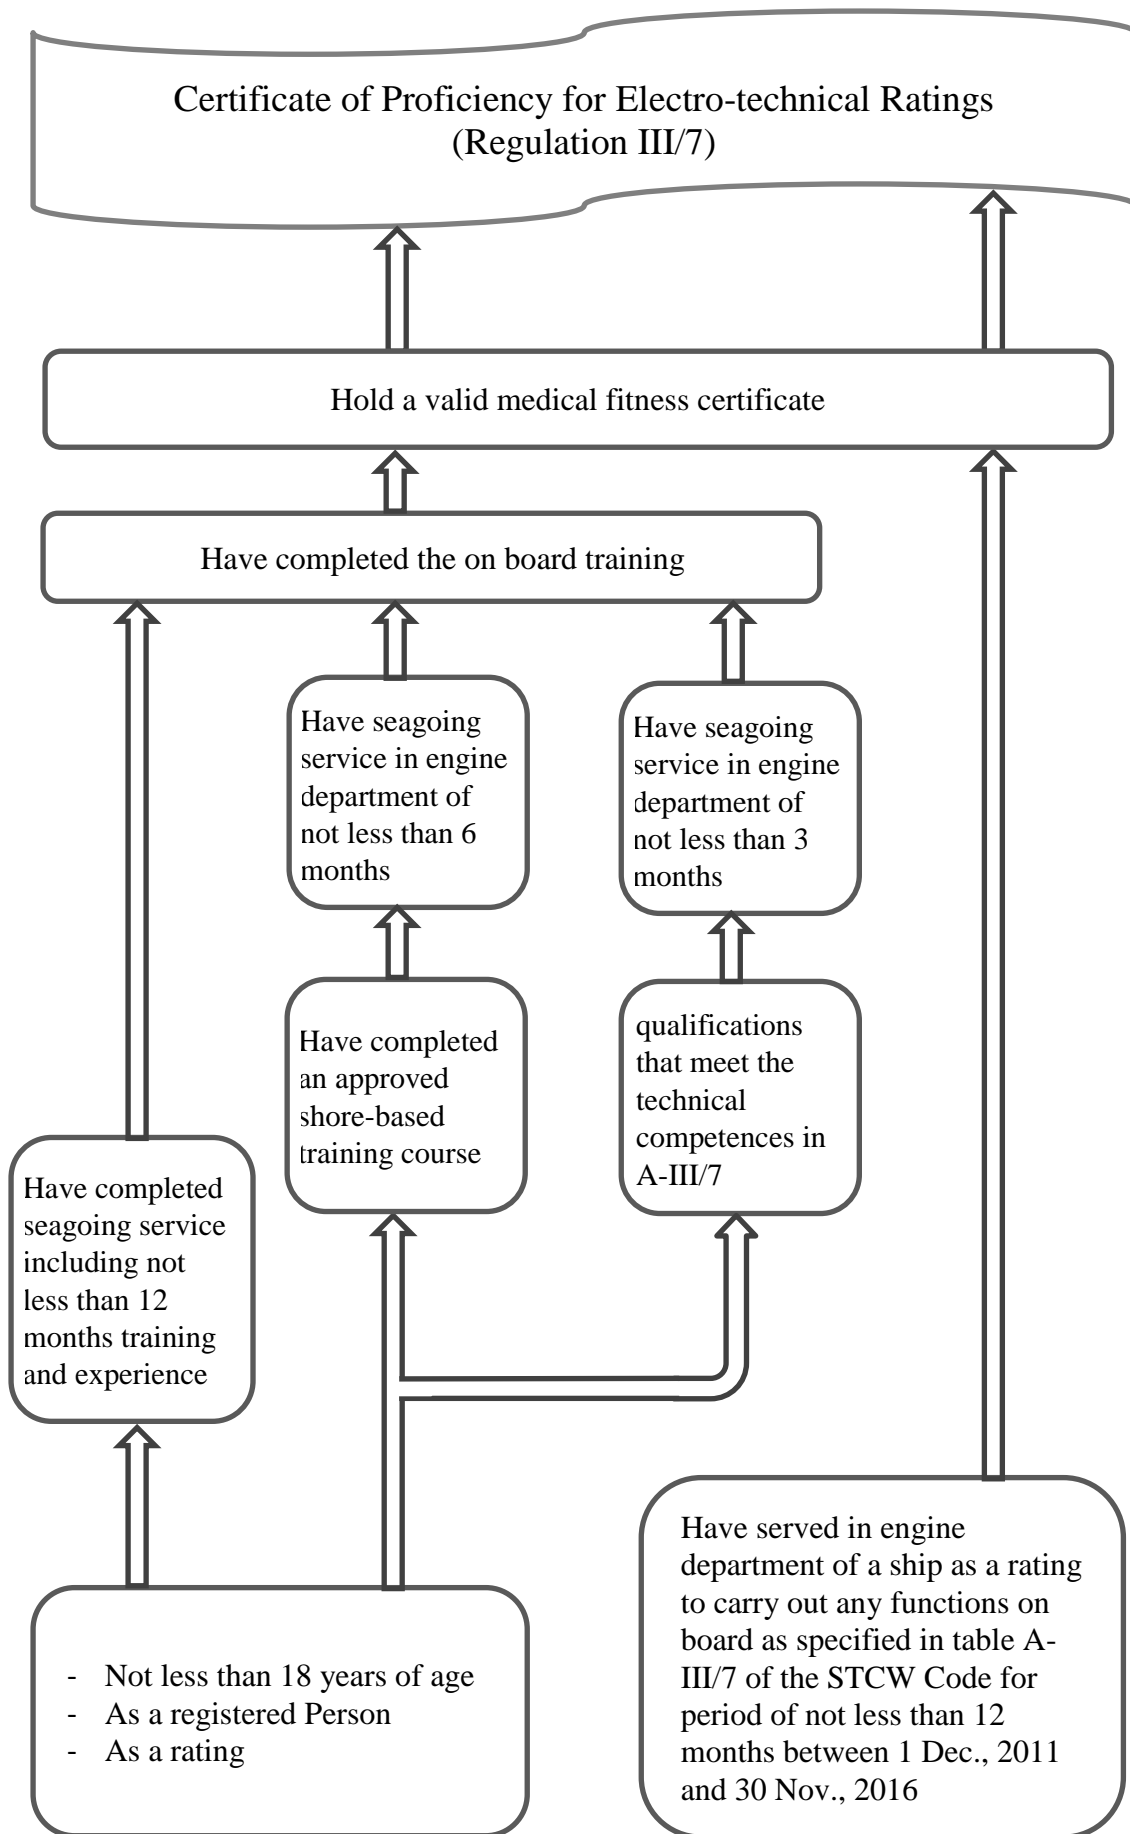 Certificate of Proficiency for Electro-technical Ratings
(Regulation III/7)
Hold a valid medical fitness certificate
Have completed the on board training
Have seagoing
service in engine
department of
not less than 6
months
Have seagoing
service in engine
department of
not less than 3
months
Have completed
an approved
shore-based
training course
qualifications
that meet the
technical
competences in
A-III/7
Have completed
seagoing service
including not
less than 12
months training
and experience
- Not less than 18 years of age
- As a registered Person
- As a rating
Have served in engine
department of a ship as a rating
to carry out any functions on
board as specified in table A-
III/7 of the STCW Code for
period of not less than 12
months between 1 Dec., 2011
and 30 Nov., 2016